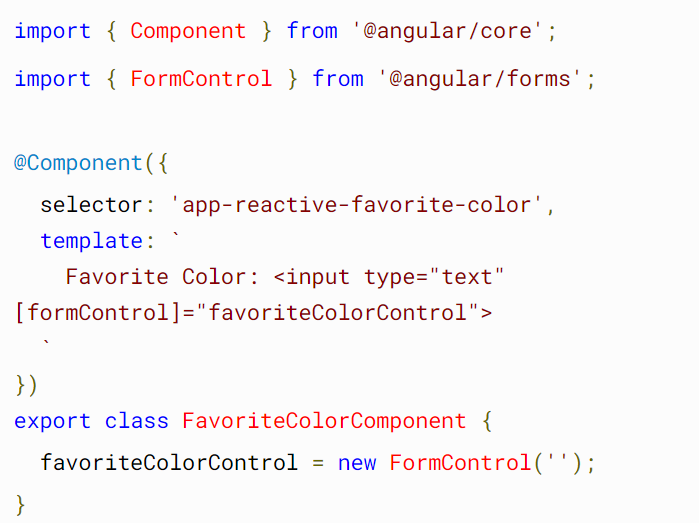 import { Component } from '@angular/core';
import { FormControl } from '@angular/forms';
@Component({
  selector: 'app-reactive-favorite-color',
  template: `
    Favorite Color: <input type="text"
[formControl]="favoriteColorControl">
  `
})
export class FavoriteColorComponent {
  favoriteColorControl = new FormControl('');
}